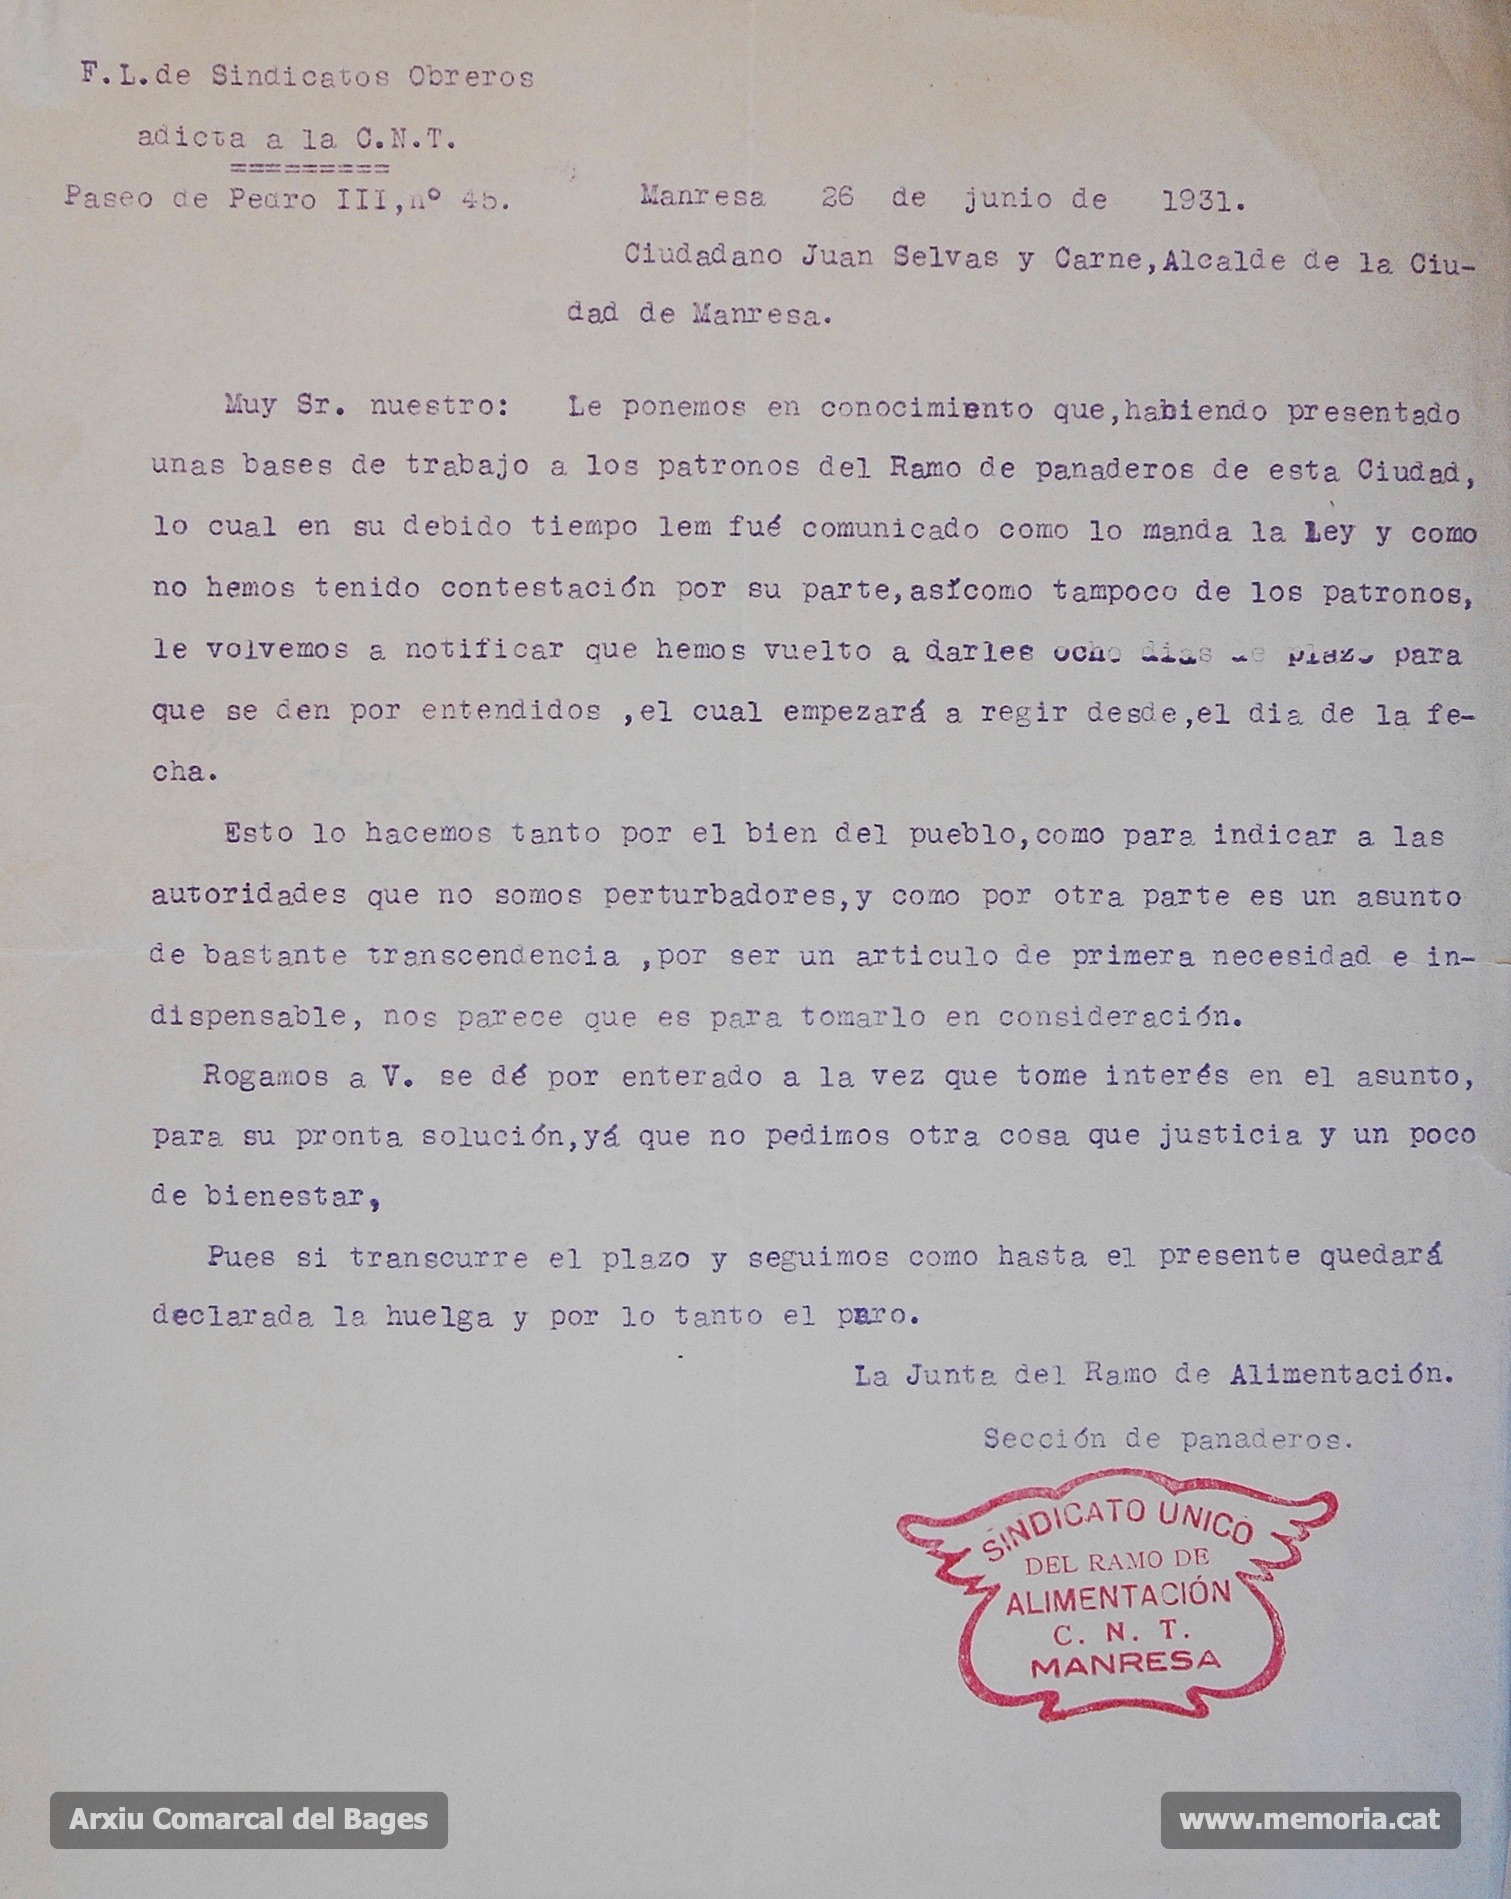 F.L.de Sindicatos Obreros
adicta a la C.N.T.
=========
Paseo de Pedro III,nº 45.
Manresa 26 de junio de 1931.
Ciudadano Juan Selvas y Carne,Alcalde de la Ciu-
dad de Manresa.
Muy Sr. nuestro: Le ponemos en conocimiento que,habiendo presentado
unas bases de trabajo a los patronos del Ramo de panaderos de esta Ciudad,
lo cual en su debido tiempo lem fué comunicado como lo manda la Ley y como
no hemos tenido contestación por su parte,asícomo tampoco de los patronos,
le volvemos a notificar que hemos vuelto a darles ocho dias de plazo para
que se den por entendidos ,el cual empezará a regir desde,el dia de la fe-
cha.
Esto lo hacemos tanto por el bien del pueblo,como para indicar a las
autoridades que no somos perturbadores,y como por otra parte es un asunto
de bastante transcendencia ,por ser un articulo de primera necesidad e in-
dispensable, nos parece que es para tomarlo en consideración.
Rogamos a V. se dé por enterado a la vez que tome interés en el asunto,
para su pronta solución,yá que no pedimos otra cosa que justicia y un poco
de bienestar,
Pues si transcurre el plazo y seguimos como hasta el presente quedará
declarada la huelga y por lo tanto el paro.
La Junta del Ramo de Alimentación.
Sección de panaderos.
SINDICATO UNICO
DEL RAMO DE
ALIMENTACIÓN
C. N. T.
MANRESA
Arxiu Comarcal del Bages
www.memoria.cat